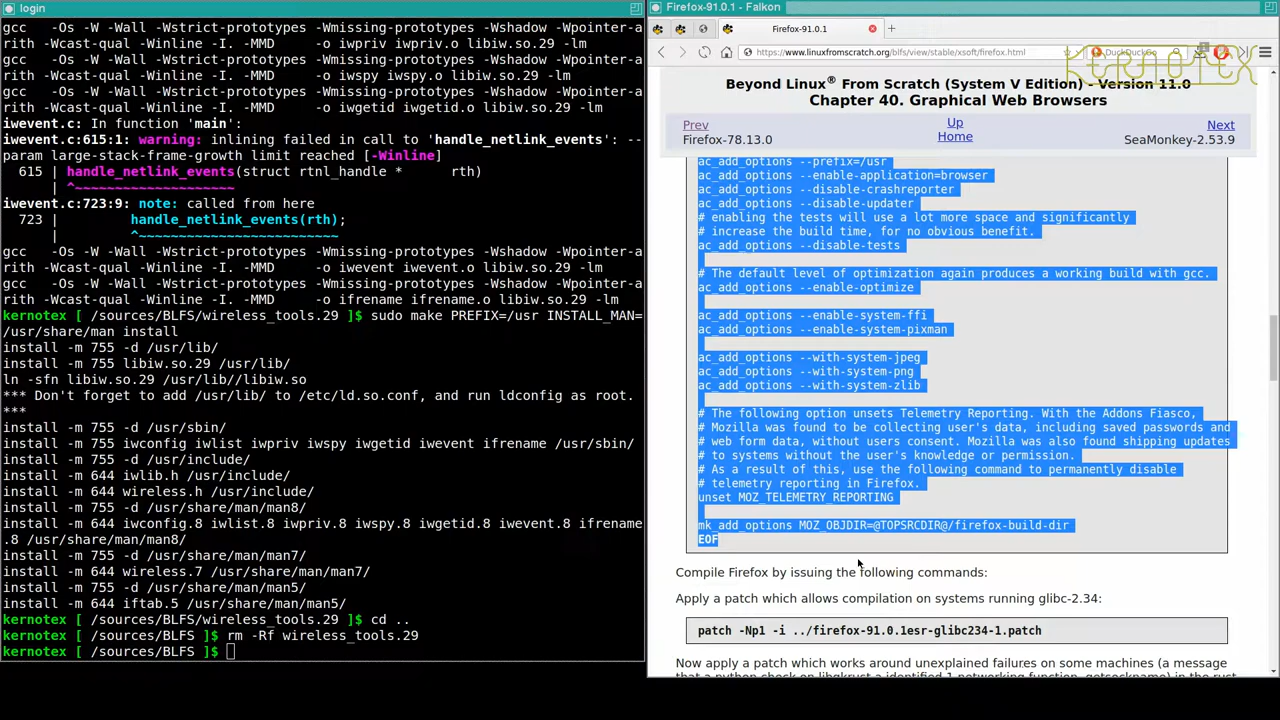 login
gcc   -Os -W -Wall -Wstrict-prototypes -Wmissing-prototypes -Wshadow -Wpointer-a
rith -Wcast-qual -Winline -I. -MMD     -o iwpriv iwpriv.o libiw.so.29 -lm
gcc   -Os -W -Wall -Wstrict-prototypes -Wmissing-prototypes -Wshadow -Wpointer-a
rith -Wcast-qual -Winline -I. -MMD     -o iwspy iwspy.o libiw.so.29 -lm
gcc   -Os -W -Wall -Wstrict-prototypes -Wmissing-prototypes -Wshadow -Wpointer-a
rith -Wcast-qual -Winline -I. -MMD     -o iwgetid iwgetid.o libiw.so.29 -lm
iwevent.c: In function 'main':
iwevent.c:615:1: warning: inlining failed in call to 'handle_netlink_events': --
param large-stack-frame-growth limit reached [-Winline]
  615 | handle_netlink_events(struct rtnl_handle *      rth)
      | ^~~~~~~~~~~~~~~~~~~~~
iwevent.c:723:9: note: called from here
  723 |         handle_netlink_events(rth);
      |         ^~~~~~~~~~~~~~~~~~~~~~~~~~
gcc   -Os -W -Wall -Wstrict-prototypes -Wmissing-prototypes -Wshadow -Wpointer-a
rith -Wcast-qual -Winline -I. -MMD     -o iwevent iwevent.o libiw.so.29 -lm
gcc   -Os -W -Wall -Wstrict-prototypes -Wmissing-prototypes -Wshadow -Wpointer-a
rith -Wcast-qual -Winline -I. -MMD     -o ifrename ifrename.o libiw.so.29 -lm
kernotex [ /sources/BLFS/wireless_tools.29 ]$ sudo make PREFIX=/usr INSTALL_MAN=
/usr/share/man install
install -m 755 -d /usr/lib/
install -m 755 libiw.so.29 /usr/lib/
ln -sfn libiw.so.29 /usr/lib//libiw.so
*** Don't forget to add /usr/lib/ to /etc/ld.so.conf, and run ldconfig as root.
***
install -m 755 -d /usr/sbin/
install -m 755 iwconfig iwlist iwpriv iwspy iwgetid iwevent ifrename /usr/sbin/
install -m 755 -d /usr/include/
install -m 644 iwlib.h /usr/include/
install -m 644 wireless.h /usr/include/
install -m 755 -d /usr/share/man/man8/
install -m 644 iwconfig.8 iwlist.8 iwpriv.8 iwspy.8 iwgetid.8 iwevent.8 ifrename
.8 /usr/share/man/man8/
install -m 755 -d /usr/share/man/man7/
install -m 644 wireless.7 /usr/share/man/man7/
install -m 755 -d /usr/share/man/man5/
install -m 644 iftab.5 /usr/share/man/man5/
kernotex [ /sources/BLFS/wireless_tools.29 ]$ cd ..
kernotex [ /sources/BLFS ]$ rm -Rf wireless_tools.29
kernotex [ /sources/BLFS ]$
Firefox-91.0.1 - Falkon
Firefox-91.0.1
https://www.linuxfromscratch.org/blfs/view/stable/xsoft/firefox.html
DuckDuckGo
KERNOTEX
Beyond Linux® From Scratch (System V Edition) - Version 11.0
Chapter 40. Graphical Web Browsers
Prev
Up
Next
Firefox-78.13.0
Home
SeaMonkey-2.53.9
ac_add_options --prefix=/usr
ac_add_options --enable-application=browser
ac_add_options --disable-crashreporter
ac_add_options --disable-updater
# enabling the tests will use a lot more space and significantly
# increase the build time, for no obvious benefit.
ac_add_options --disable-tests
# The default level of optimization again produces a working build with gcc.
ac_add_options --enable-optimize
ac_add_options --enable-system-ffi
ac_add_options --enable-system-pixman
ac_add_options --with-system-jpeg
ac_add_options --with-system-png
ac_add_options --with-system-zlib
# The following option unsets Telemetry Reporting. With the Addons Fiasco,
# Mozilla was found to be collecting user's data, including saved passwords and
# web form data, without users consent. Mozilla was also found shipping updates
# to systems without the user's knowledge or permission.
# As a result of this, use the following command to permanently disable
# telemetry reporting in Firefox.
unset MOZ_TELEMETRY_REPORTING
mk_add_options MOZ_OBJDIR=@TOPSRCDIR@/firefox-build-dir
EOF
Compile Firefox by issuing the following commands:
Apply a patch which allows compilation on systems running glibc-2.34:
patch -Np1 -i ../firefox-91.0.1esr-glibc234-1.patch
Now apply a patch which works around unexplained failures on some machines (a message
that a python check on libgkrust a identified 1 networking function, getsockname) in the rust